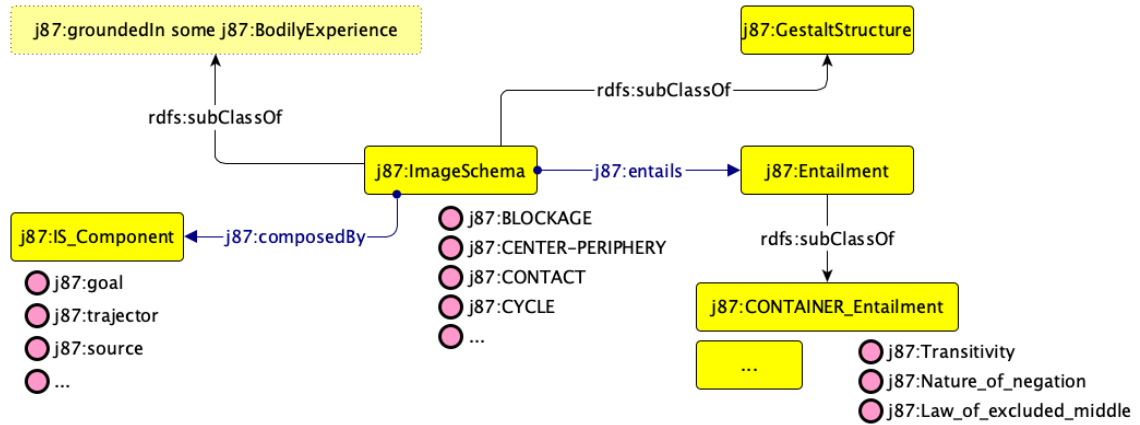 j87:groundedIn some j87:BodilyExperience
j87:GestaltStructure
rdfs:subClassOf
rdfs:subClassOf
j87:ImageSchema
j87:entails
j87:Entailment
j87:IS_Component
j87:composedBy
j87:BLOCKAGE
j87:CENTER-PERIPHERY
j87:CONTACT
j87:CYCLE
...
rdfs:subClassOf
j87:goal
j87:trajector
j87:source
...
j87:CONTAINER_Entailment
...
j87:Transitivity
j87:Nature_of_negation
j87:Law_of_excluded_middle